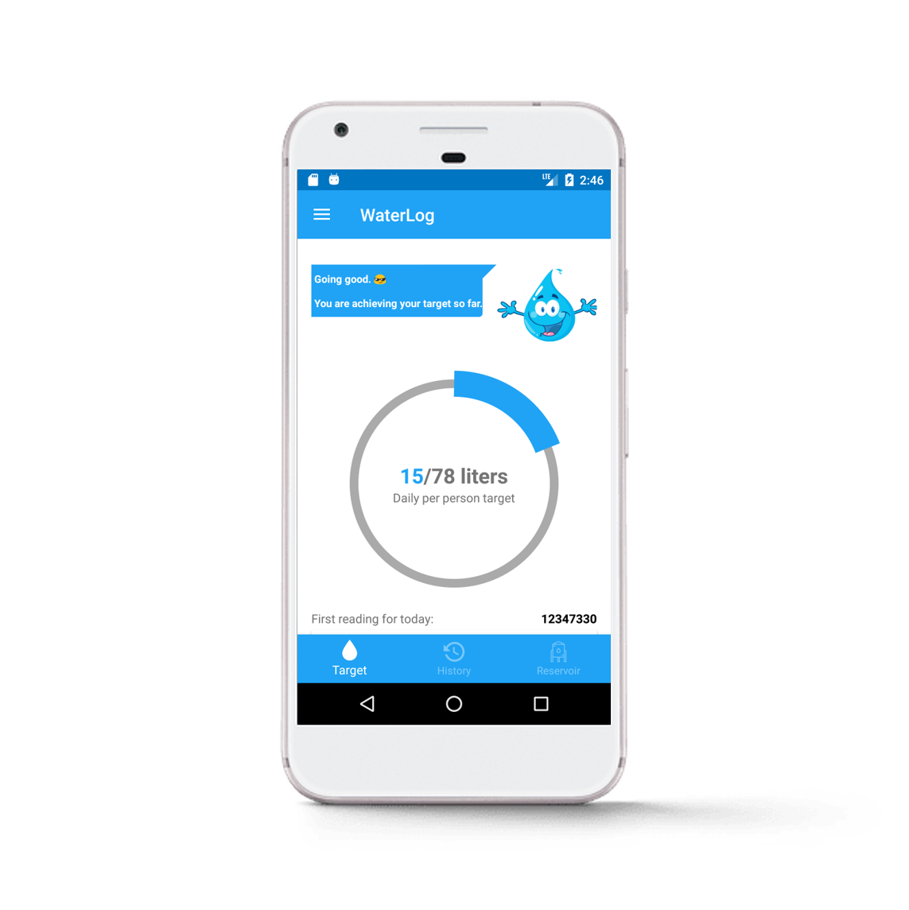 LTE 2:46
WaterLog
Going good. 😎
You are achieving your target so far.
15/78 liters
Daily per person target
First reading for today: 12347330
Target History Reservoir